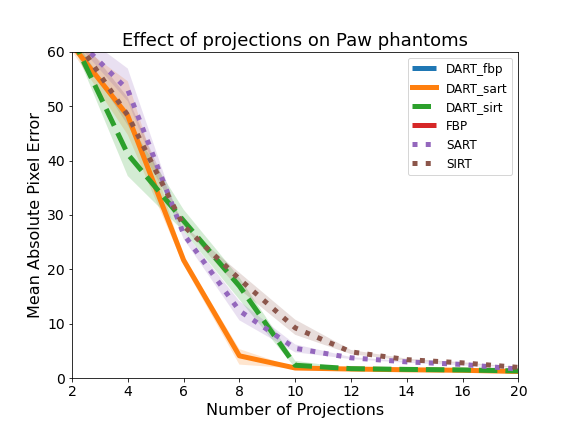 Effect of projections on Paw phantoms
Mean Absolute Pixel Error
60
50
40
30
20
10
0
2
4
6
8
10
12
14
16
18
20
Number of Projections
DART_fbp
DART_sart
DART_sirt
FBP
SART
SIRT